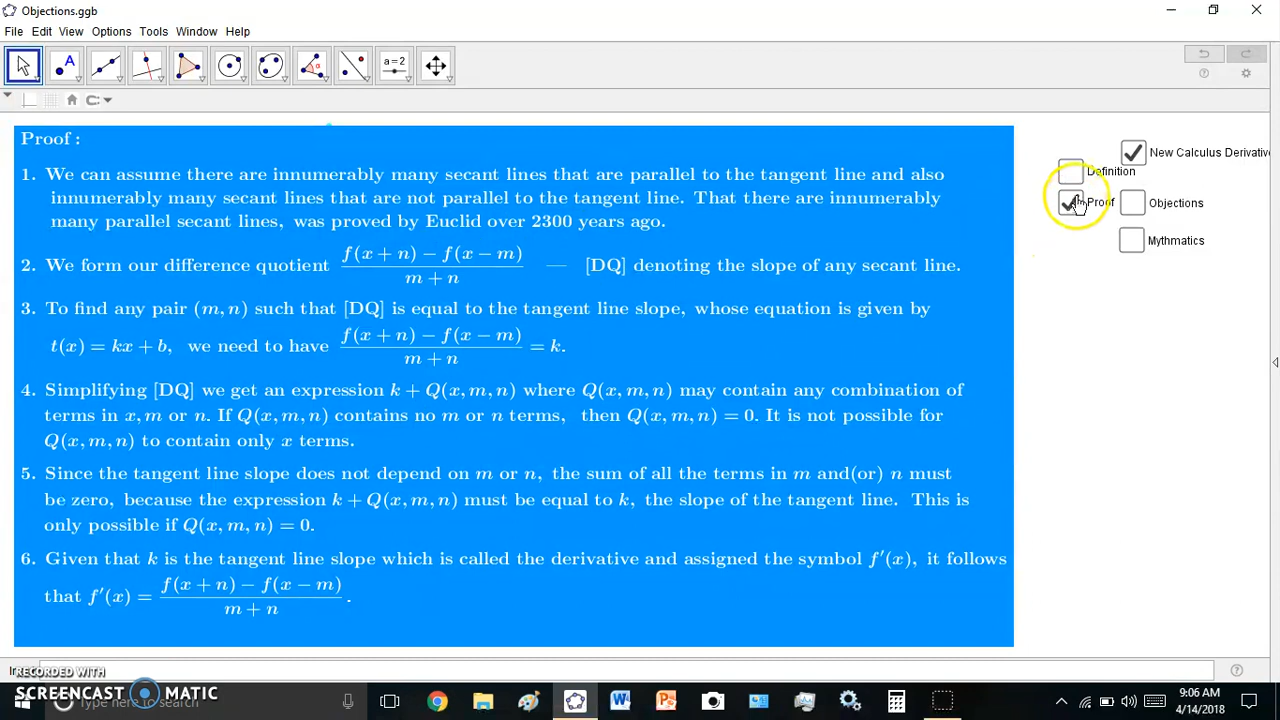 Objections.ggb
File Edit View Options Tools Window Help
A
α
a = 2
Proof :
1. We can assume there are innumerably many secant lines that are parallel to the tangent line and also
innumerably many secant lines that are not parallel to the tangent line. That there are innumerably
many parallel secant lines, was proved by Euclid over 2300 years ago.
2. We form our difference quotient f(x + n) − f(x − m) / m + n — [DQ] denoting the slope of any secant line.
3. To find any pair (m, n) such that [DQ] is equal to the tangent line slope, whose equation is given by
t(x) = kx + b, we need to have f(x + n) − f(x − m) / m + n = k.
4. Simplifying [DQ] we get an expression k + Q(x, m, n) where Q(x, m, n) may contain any combination of
terms in x, m or n. If Q(x, m, n) contains no m or n terms, then Q(x, m, n) = 0. It is not possible for
Q(x, m, n) to contain only x terms.
5. Since the tangent line slope does not depend on m or n, the sum of all the terms in m and(or) n must
be zero, because the expression k + Q(x, m, n) must be equal to k, the slope of the tangent line. This is
only possible if Q(x, m, n) = 0.
6. Given that k is the tangent line slope which is called the derivative and assigned the symbol f′(x), it follows
that f′(x) = f(x + n) − f(x − m) / m + n .
New Calculus Derivative
Definition
Proof
Objections
Mythmatics
RECORDED WITH
SCREENCAST MATIC
Type here to search
9:06 AM
4/14/2018